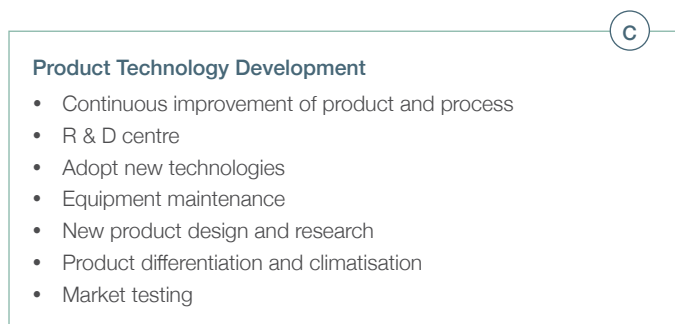 C
Product Technology Development
• Continuous improvement of product and process
• R & D centre
• Adopt new technologies
• Equipment maintenance
• New product design and research
• Product differentiation and climatisation
• Market testing